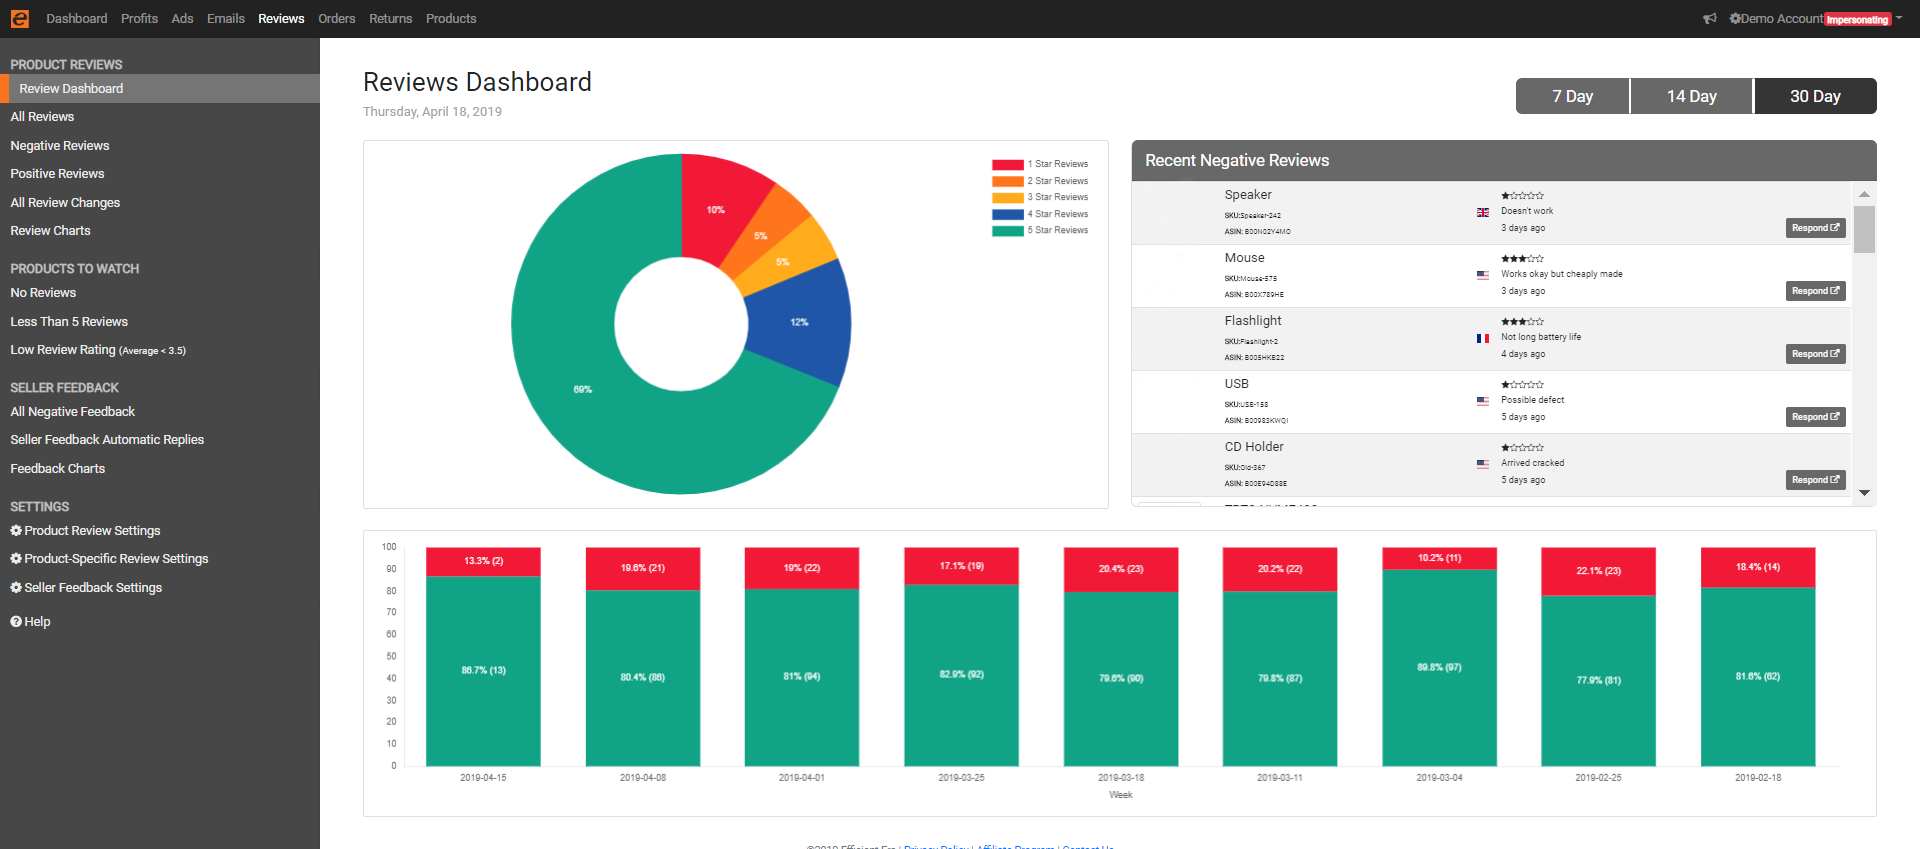 Dashboard Profits Ads Emails Reviews Orders Returns Products
Demo Account Impersonating
PRODUCT REVIEWS
Review Dashboard
All Reviews
Negative Reviews
Positive Reviews
All Review Changes
Review Charts
PRODUCTS TO WATCH
No Reviews
Less Than 5 Reviews
Low Review Rating (Average < 3.5)
SELLER FEEDBACK
All Negative Feedback
Seller Feedback Automatic Replies
Feedback Charts
SETTINGS
Product Review Settings
Product-Specific Review Settings
Seller Feedback Settings
Help
Reviews Dashboard
Thursday, April 18, 2019
7 Day 14 Day 30 Day
1 Star Reviews
2 Star Reviews
3 Star Reviews
4 Star Reviews
5 Star Reviews
10%
5%
5%
12%
69%
Recent Negative Reviews
Speaker
SKU:Speaker-242
ASIN: B00N02Y4MO
Doesn't work
3 days ago
Respond
Mouse
SKU:Mouse-575
ASIN: B00X789HE
Works okay but cheaply made
3 days ago
Respond
Flashlight
SKU:Flashlight-2
ASIN: B005HKB22
Not long battery life
4 days ago
Respond
USB
SKU:USB-158
ASIN: B00983KWQI
Possible defect
5 days ago
Respond
CD Holder
SKU:Old-367
ASIN: B00E94D88E
Arrived cracked
5 days ago
Respond
100
90
80
70
60
50
40
30
20
10
0
13.3% (2) 19.6% (21) 19% (22) 17.1% (19) 20.4% (23) 20.2% (22) 10.2% (11) 22.1% (23) 18.4% (14)
86.7% (13) 80.4% (86) 81% (94) 82.9% (92) 79.6% (90) 79.8% (87) 89.8% (97) 77.9% (81) 81.6% (62)
2019-04-15 2019-04-08 2019-04-01 2019-03-25 2019-03-18 2019-03-11 2019-03-04 2019-02-25 2019-02-18
Week
©2019 Efficient Era | Privacy Policy | Affiliate Program | Contact Us